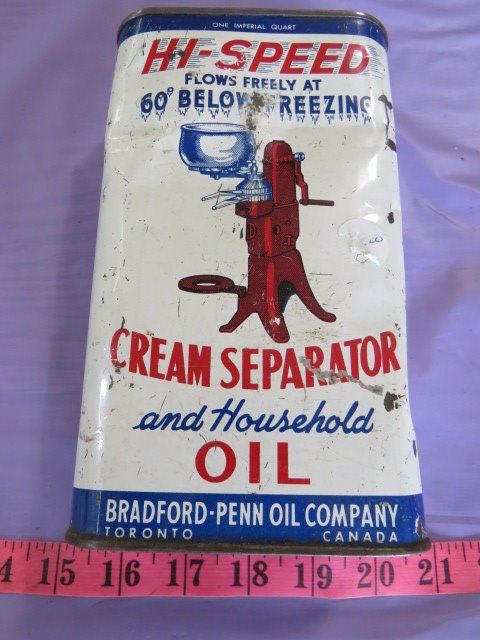 ONE IMPERIAL QUART
HI-SPEED
FLOWS FREELY AT
60° BELOW FREEZING
CREAM SEPARATOR
and Household
OIL
BRADFORD-PENN OIL COMPANY
TORONTO CANADA
4 15 16 17 18 19 20 21